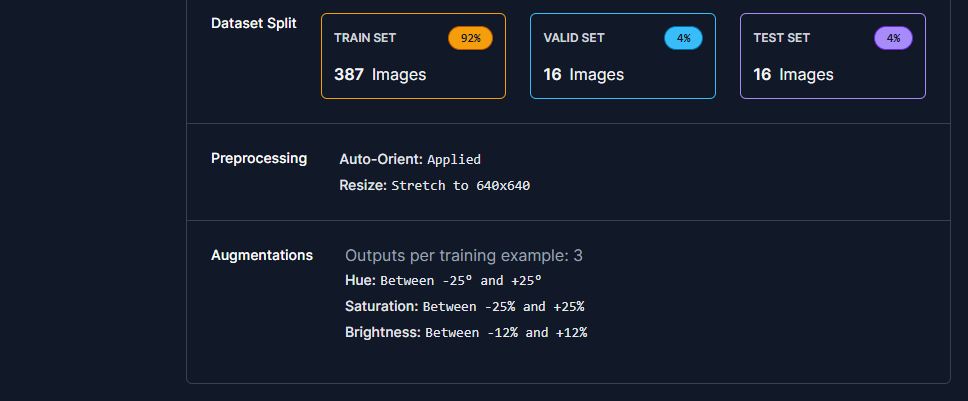 Dataset Split
TRAIN SET 92%
387 Images
VALID SET 4%
16 Images
TEST SET 4%
16 Images
Preprocessing
Auto-Orient: Applied
Resize: Stretch to 640x640
Augmentations
Outputs per training example: 3
Hue: Between -25° and +25°
Saturation: Between -25% and +25%
Brightness: Between -12% and +12%